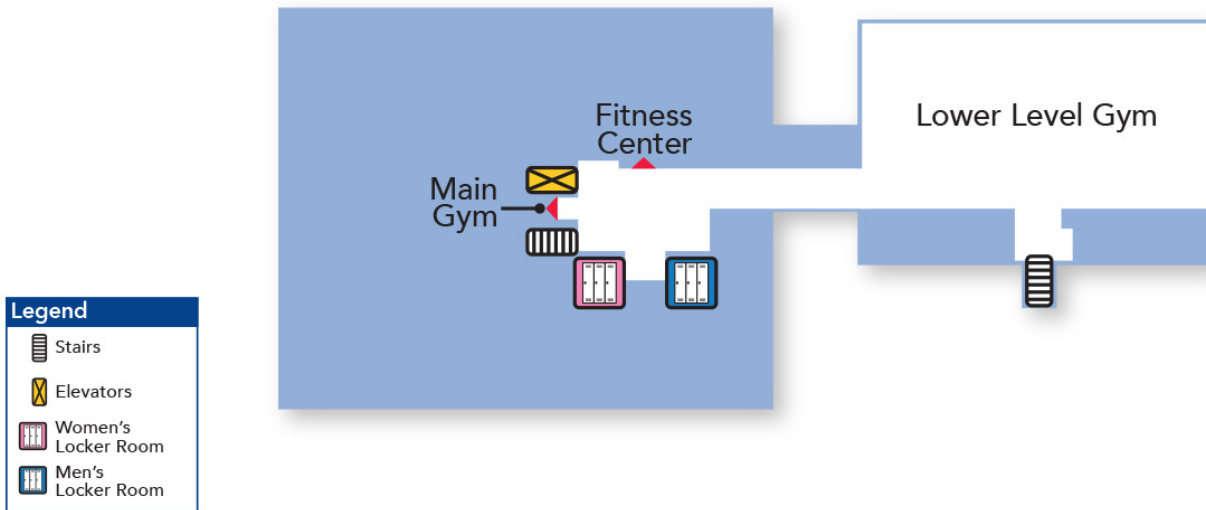 Fitness
Center
Lower Level Gym
Main
Gym
Legend
Stairs
Elevators
Women's
Locker Room
Men's
Locker Room